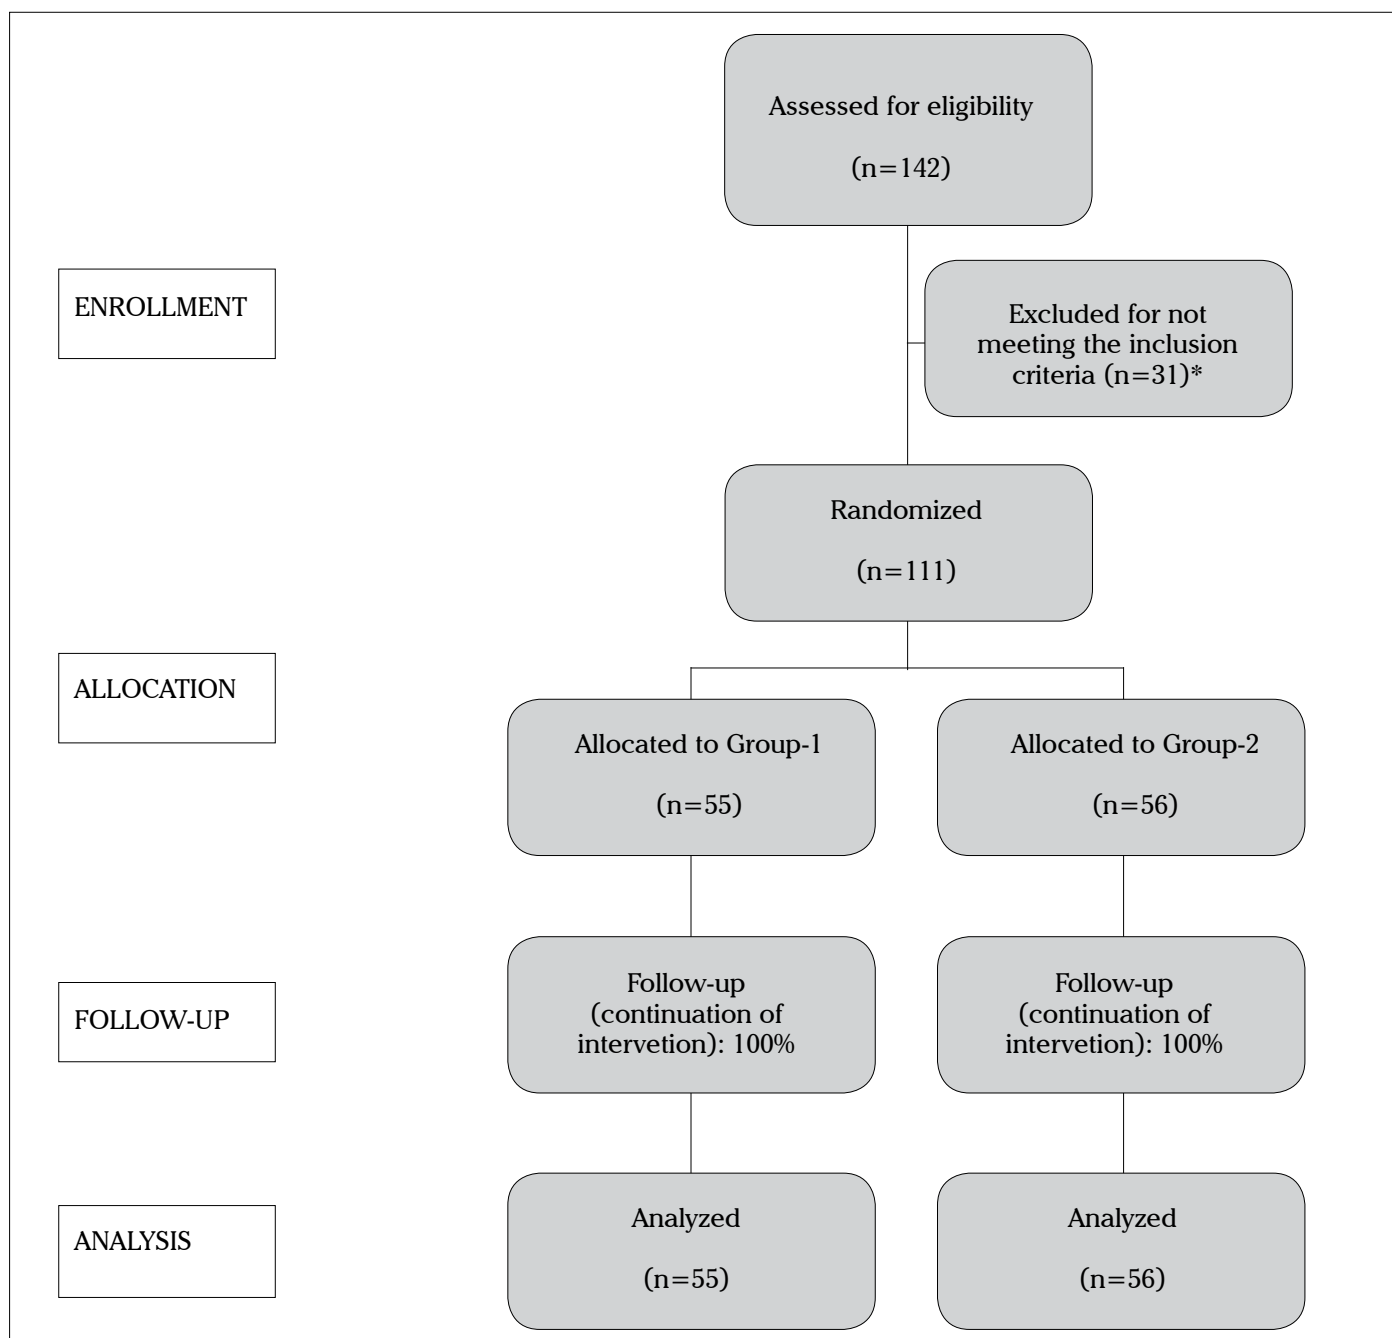 Assessed for eligibility
(n=142)
ENROLLMENT
Excluded for not
meeting the inclusion
criteria (n=31)*
Randomized
(n=111)
ALLOCATION
Allocated to Group-1
(n=55)
Allocated to Group-2
(n=56)
FOLLOW-UP
Follow-up
(continuation of
intervetion): 100%
Follow-up
(continuation of
intervetion): 100%
ANALYSIS
Analyzed
(n=55)
Analyzed
(n=56)